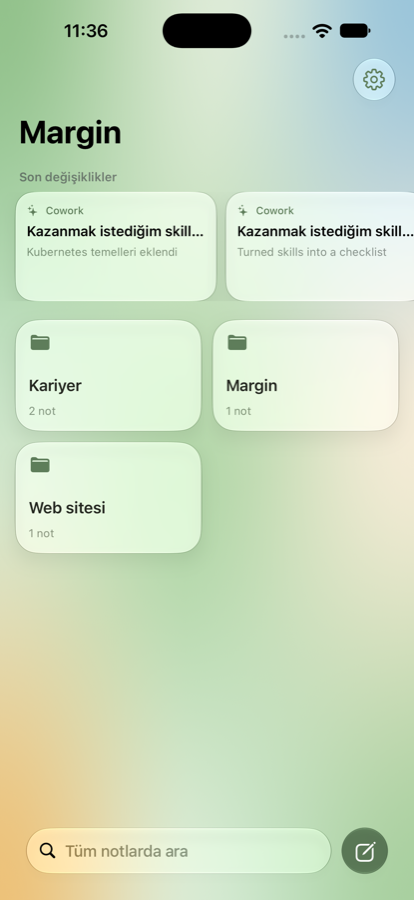 11:36
Margin
Son değişiklikler
Cowork
Kazanmak istediğim skill...
Kubernetes temelleri eklendi
Cowork
Kazanmak istediğim skill...
Turned skills into a checklist
Kariyer
2 not
Margin
1 not
Web sitesi
1 not
Tüm notlarda ara